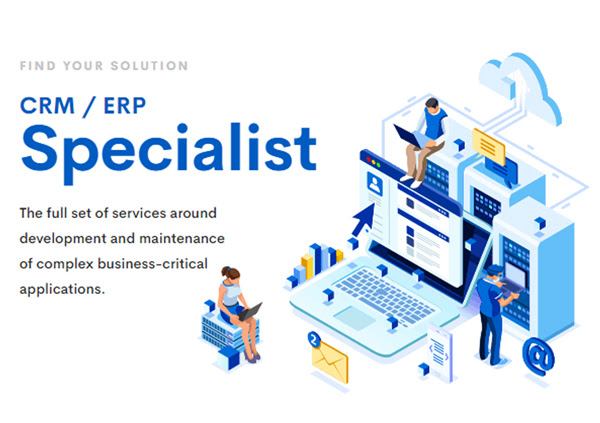 FIND YOUR SOLUTION
CRM / ERP
Specialist
The full set of services around
development and maintenance
of complex business-critical
applications.
2
@